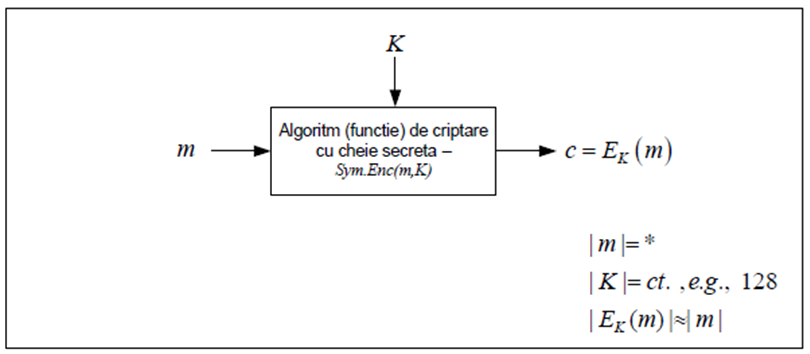 K
m
Algoritm (functie) de criptare
cu cheie secreta –
Sym.Enc(m,K)
c = E_K (m)
| m |= *
| K |= ct. ,e.g., 128
| E_K (m) |≈| m |